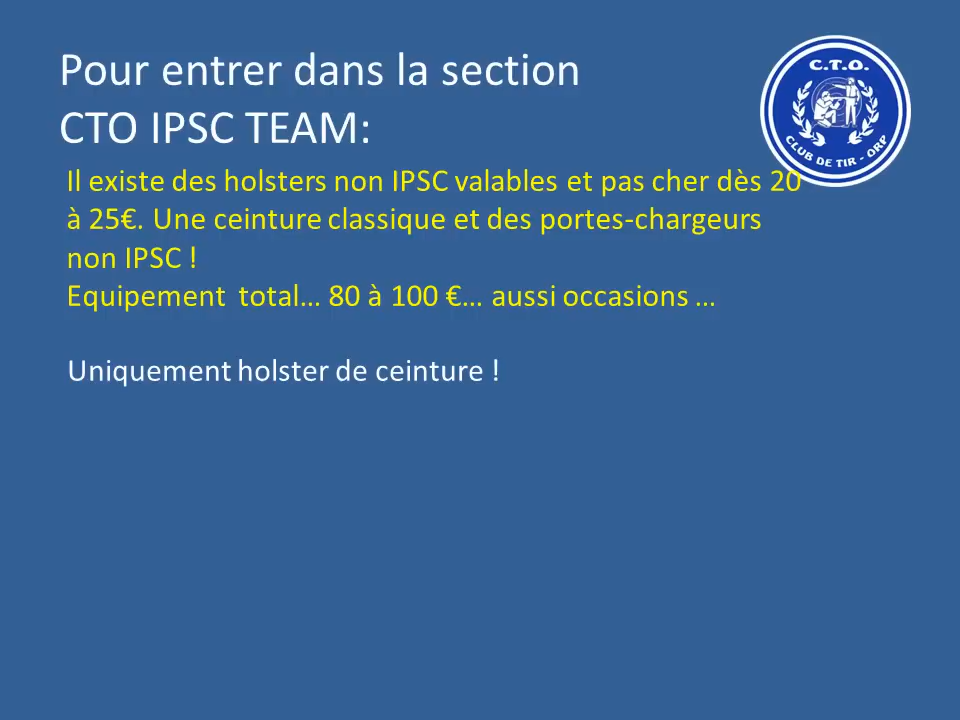 Pour entrer dans la section
CTO IPSC TEAM:
C.T.O.
CLUB DE TIR - ORP
Il existe des holsters non IPSC valables et pas cher dès 20
à 25€. Une ceinture classique et des portes-chargeurs
non IPSC !
Equipement  total… 80 à 100 €… aussi occasions …
Uniquement holster de ceinture !